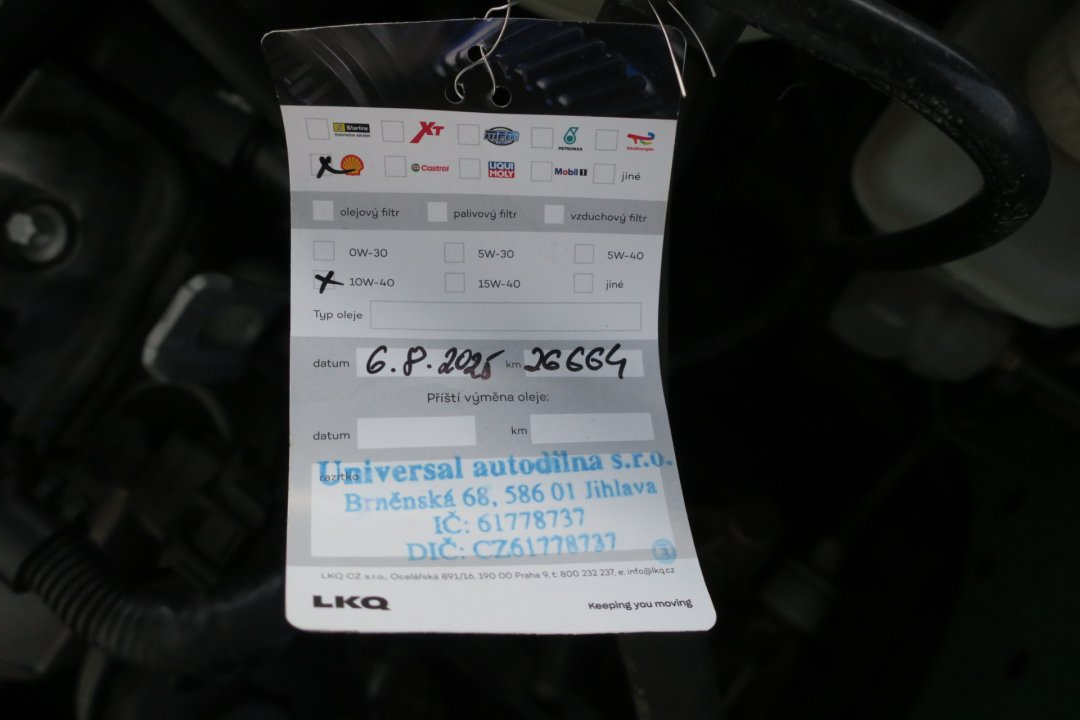 Starline XT MPM PETRONAS TotalEnergies
Castrol LIQUI MOLY Mobil 1 jiné
olejový filtr palivový filtr vzduchový filtr
0W-30 5W-30 5W-40
10W-40 15W-40 jiné
Typ oleje
datum 6.8.2025 km 26664
Příští výměna oleje:
datum km
razítko
Universal autodílna s.r.o.
Brněnská 68, 586 01 Jihlava
IČ: 61778737
DIČ: CZ61778737
3
LKQ CZ s.r.o., Ocelářská 891/16, 190 00 Praha 9, t: 800 232 237, e: info@lkq.cz
LKQ Keeping you moving